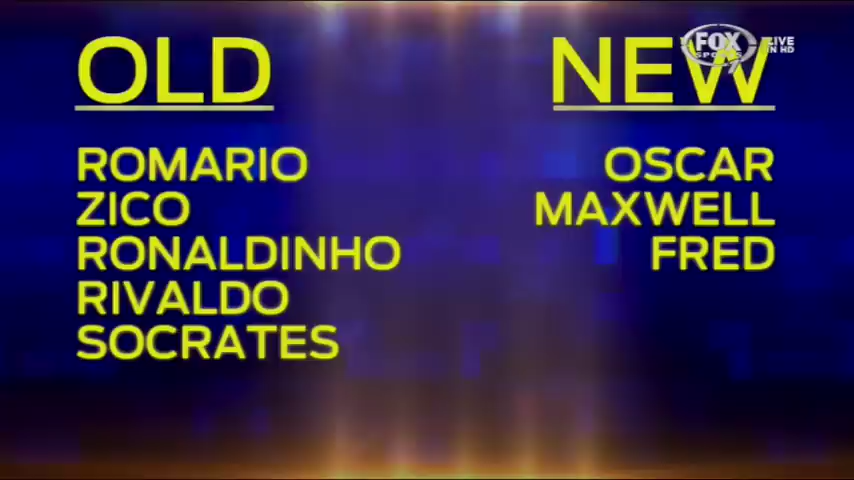 OLD
NEW
FOX
SPORTS
LIVE
IN HD
ROMARIO
ZICO
RONALDINHO
RIVALDO
SOCRATES
OSCAR
MAXWELL
FRED